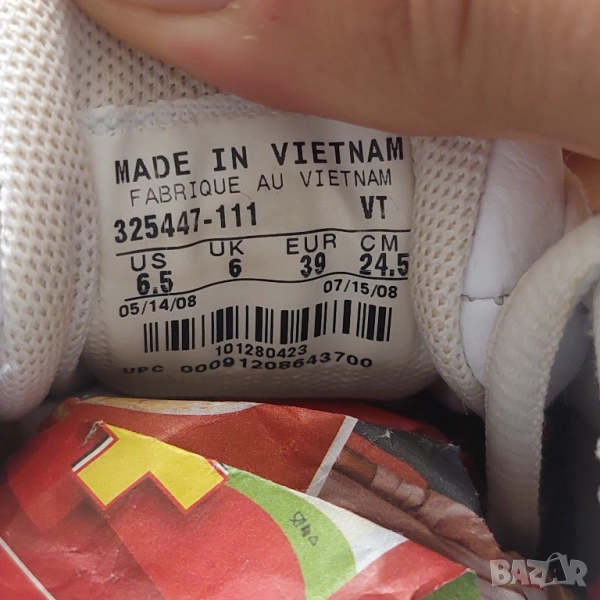 MADE IN VIETNAM
FABRIQUE AU VIETNAM
325447-111 VT
US UK EUR CM
6.5 6 39 24.5
05/14/08 07/15/08
101280423
UPC 00091208643700
BAZAR